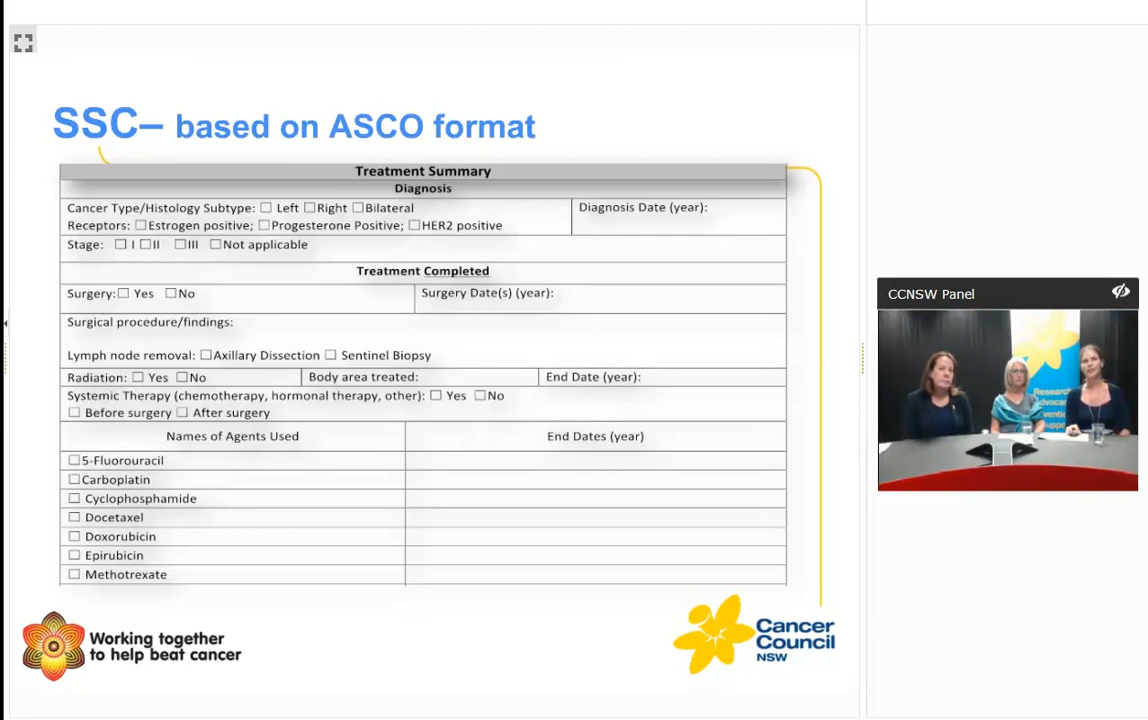 SSC– based on ASCO format
Treatment Summary
Diagnosis
Cancer Type/Histology Subtype: ☐ Left ☐ Right ☐ Bilateral
Receptors: ☐ Estrogen positive; ☐ Progesterone Positive; ☐ HER2 positive
Diagnosis Date (year):
Stage: ☐ I ☐ II ☐ III ☐ Not applicable
Treatment Completed
Surgery: ☐ Yes ☐ No
Surgery Date(s) (year):
Surgical procedure/findings:
Lymph node removal: ☐ Axillary Dissection ☐ Sentinel Biopsy
Radiation: ☐ Yes ☐ No
Body area treated:
End Date (year):
Systemic Therapy (chemotherapy, hormonal therapy, other): ☐ Yes ☐ No
☐ Before surgery ☐ After surgery
Names of Agents Used
End Dates (year)
☐ 5-Fluorouracil
☐ Carboplatin
☐ Cyclophosphamide
☐ Docetaxel
☐ Doxorubicin
☐ Epirubicin
☐ Methotrexate
Working together
to help beat cancer
Cancer
Council
NSW
CCNSW Panel